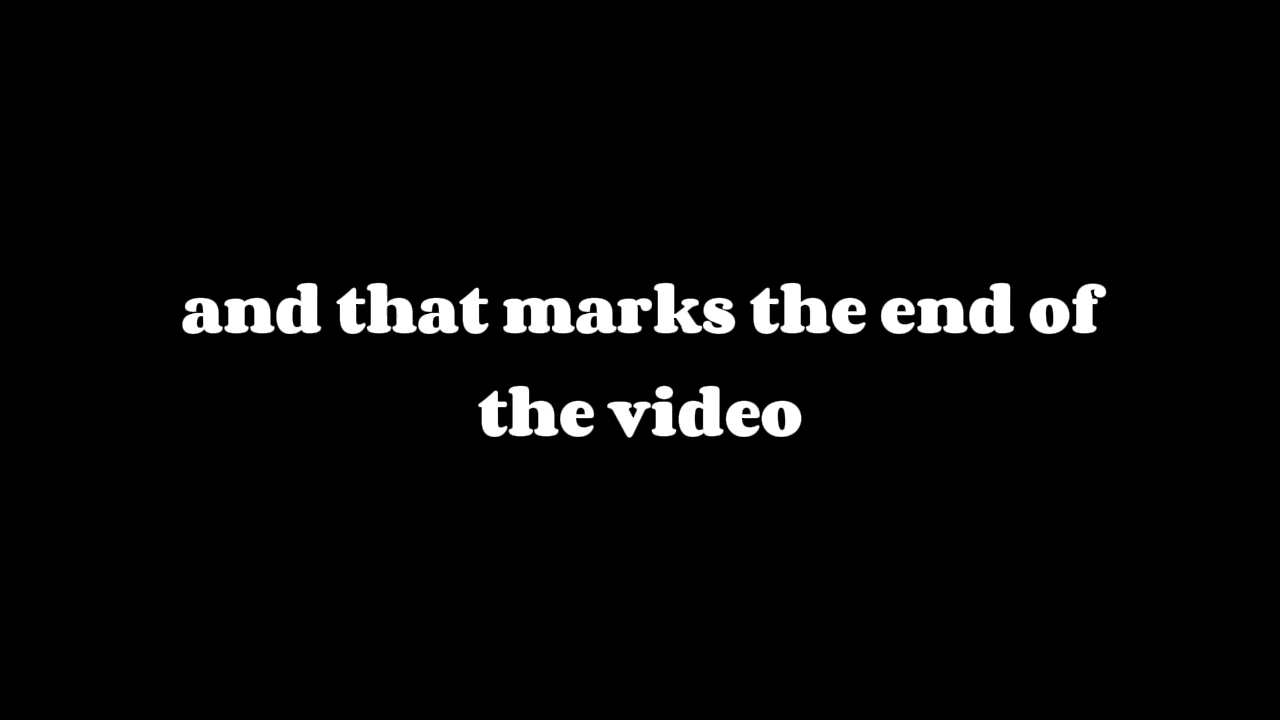 and that marks the end of
the video